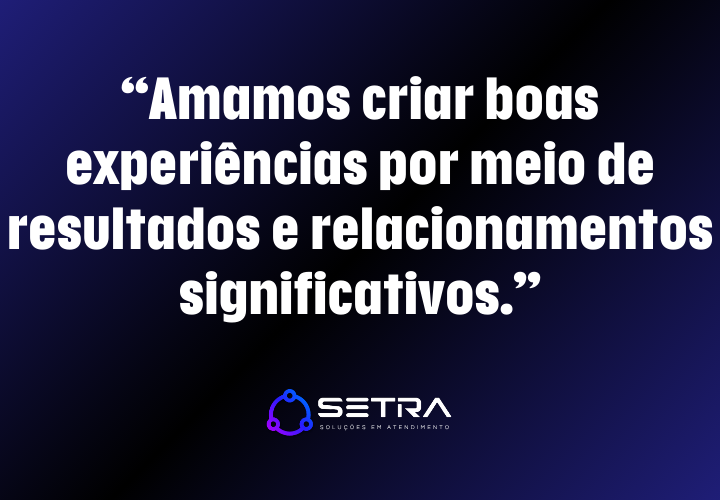 “Amamos criar boas
experiências por meio de
resultados e relacionamentos
significativos.”
SETRA
SOLUÇÕES EM ATENDIMENTO